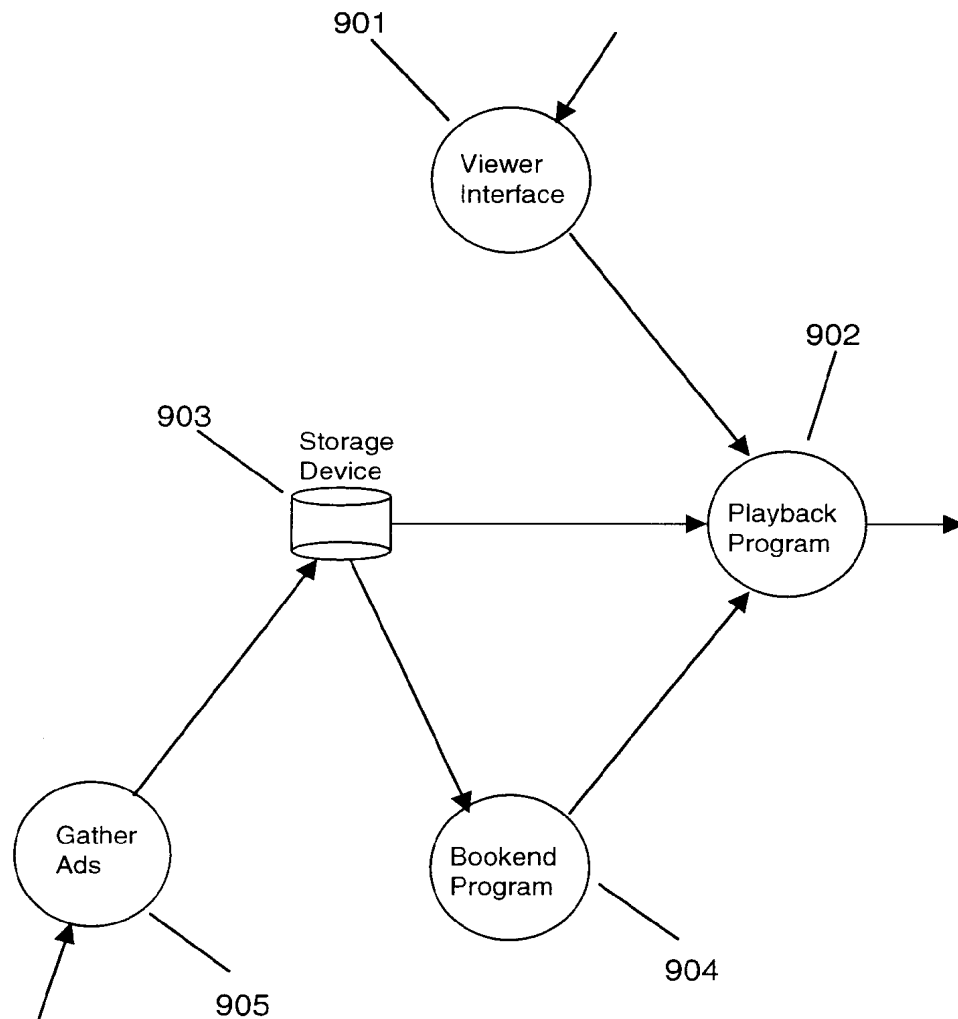 901
Viewer
Interface
902
903
Storage
Device
Playback
Program
Gather
Ads
Bookend
Program
904
905